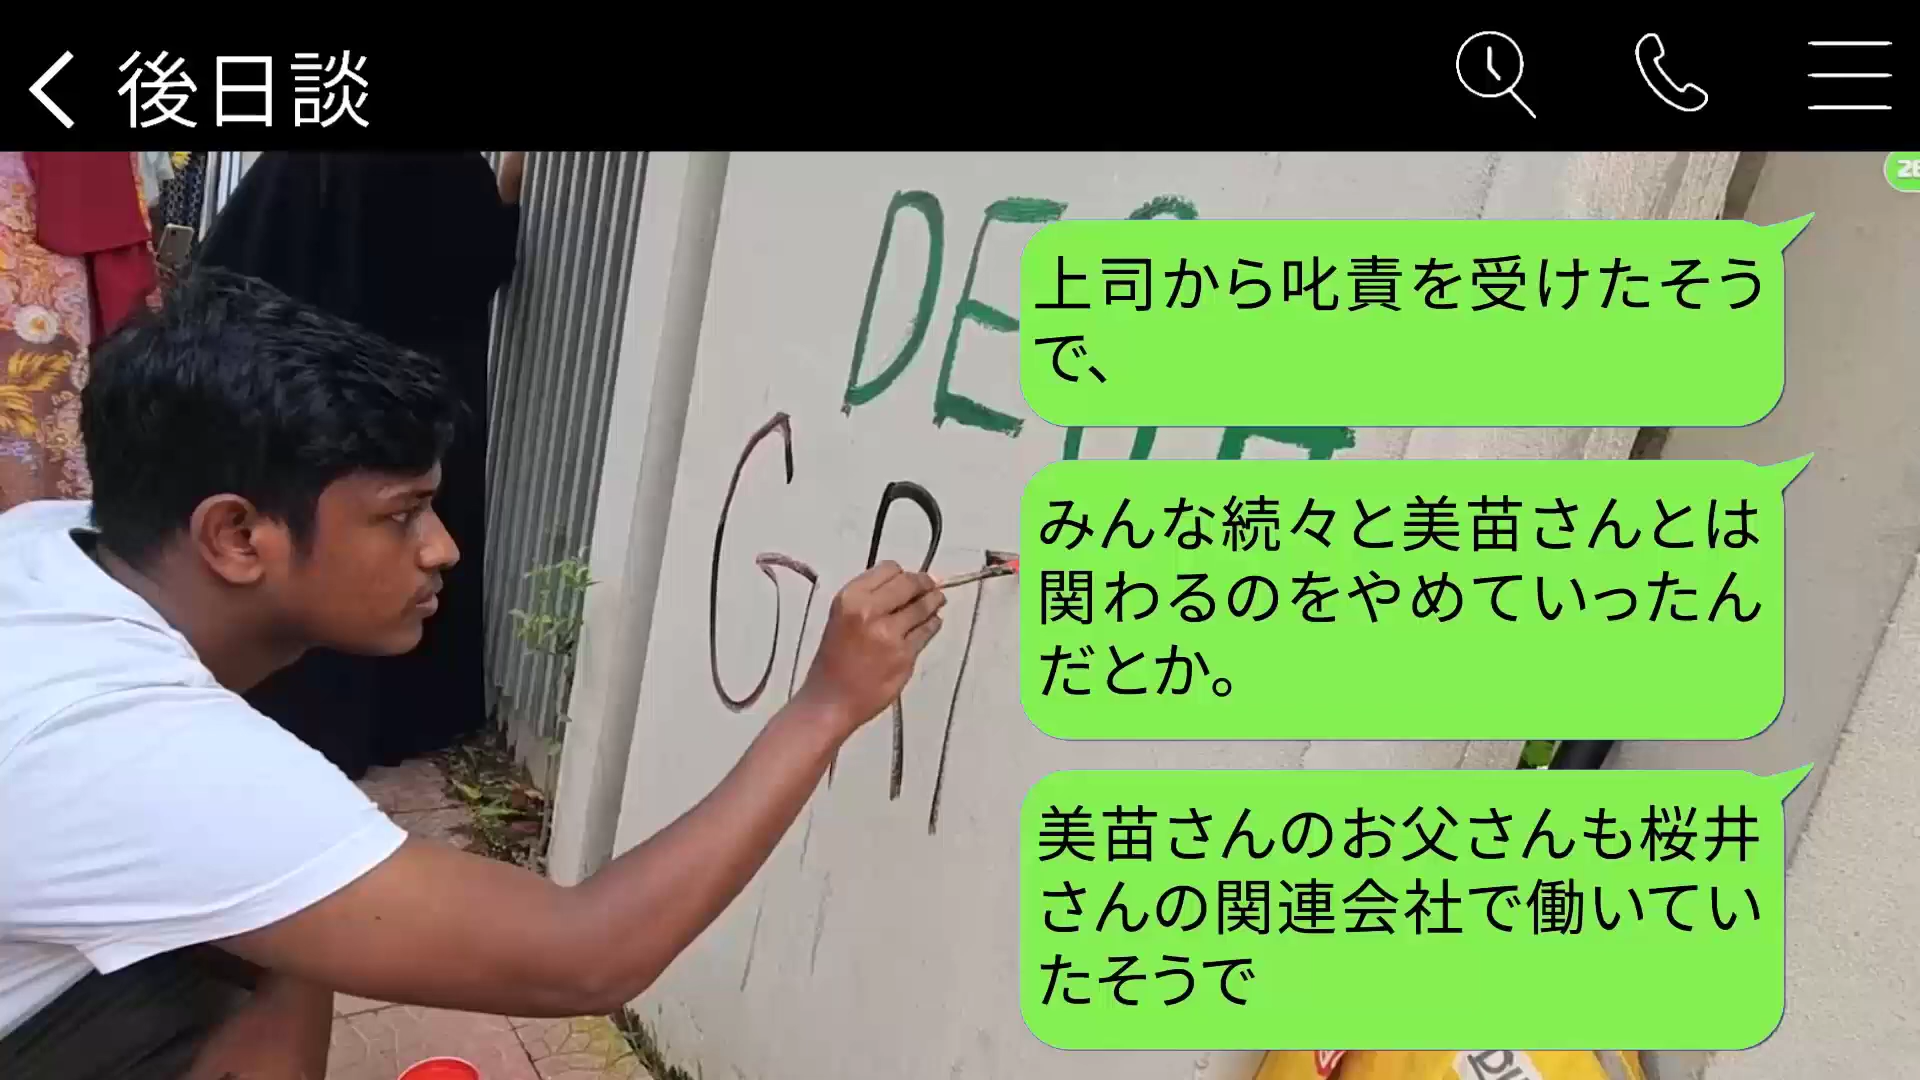 後日談
上司から叱責を受けたそう
で、
みんな続々と美苗さんとは
関わるのをやめていったん
だとか。
美苗さんのお父さんも桜井
さんの関連会社で働いてい
たそうで